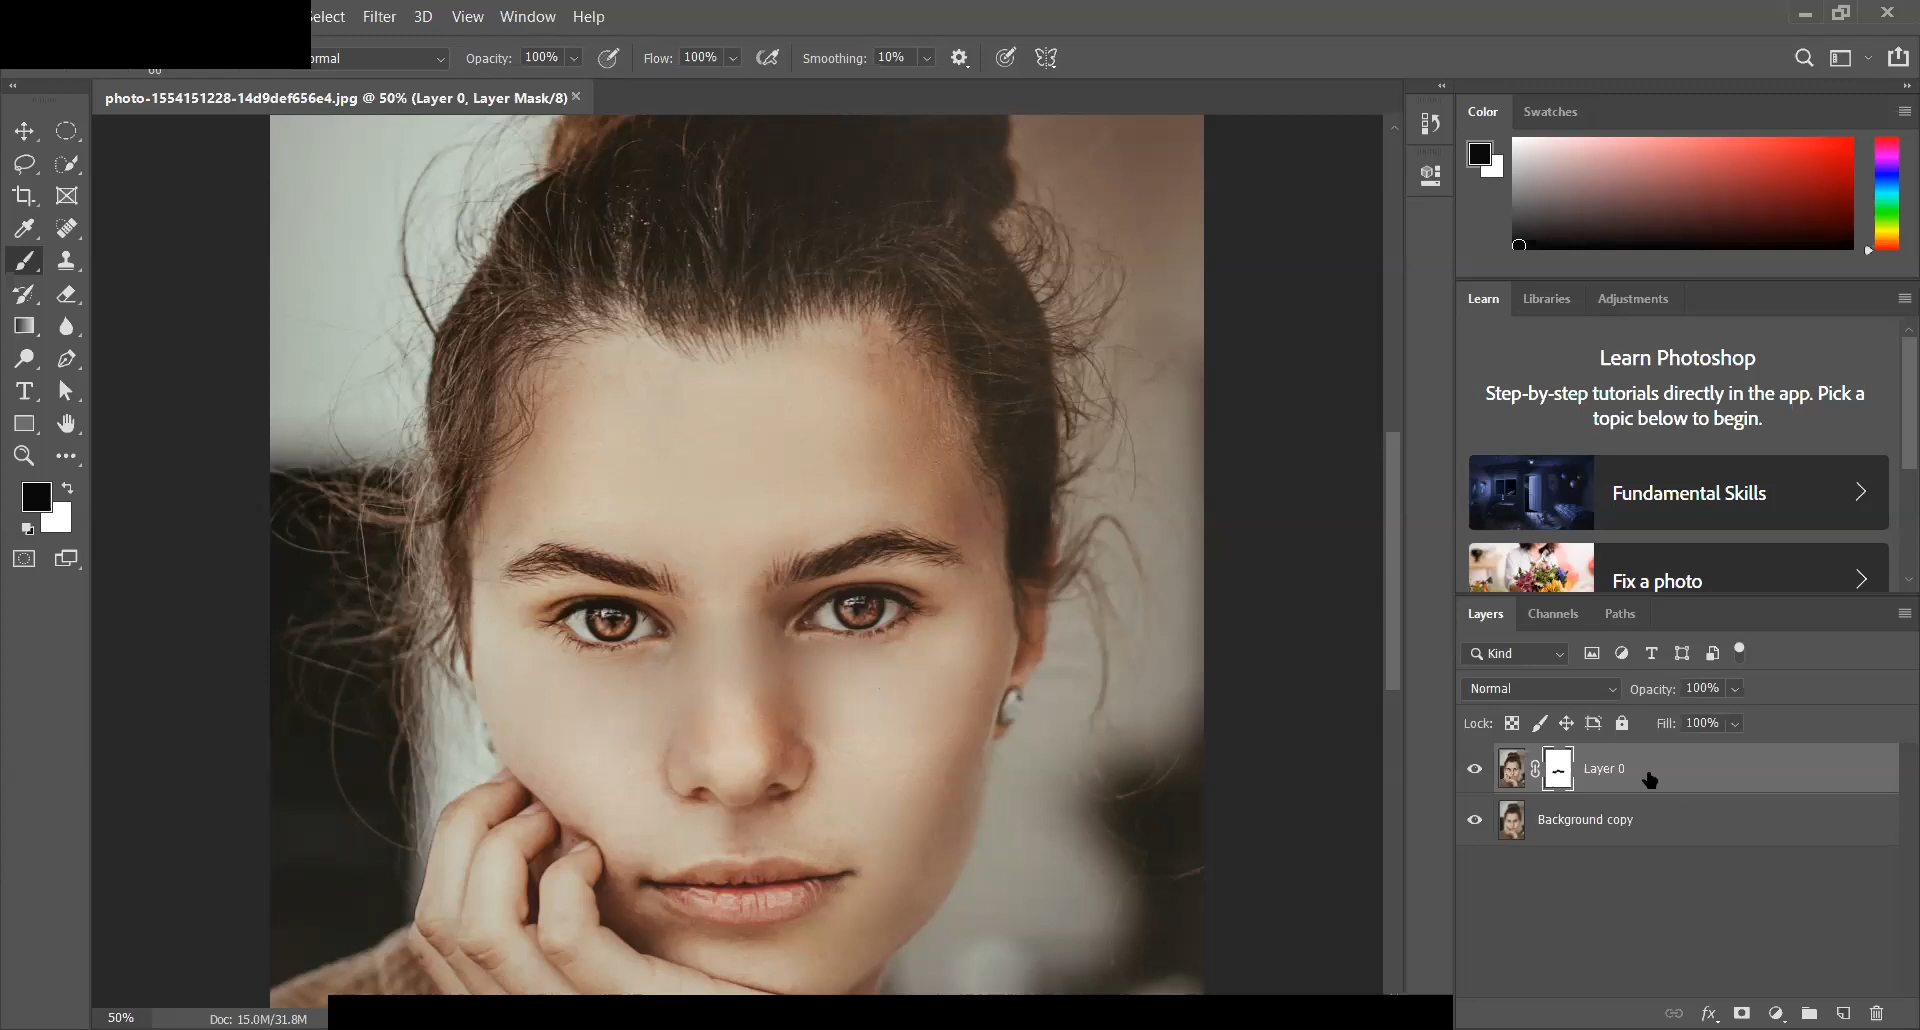 Filter 3D View Window Help
Opacity: 100% Flow: 100% Smoothing: 10%
photo-1554151228-14d9def656e4.jpg @ 50% (Layer 0, Layer Mask/8)
Color Swatches
Learn Libraries Adjustments
Learn Photoshop
Step-by-step tutorials directly in the app. Pick a
topic below to begin.
Fundamental Skills
Fix a photo
Layers Channels Paths
Kind
Normal Opacity: 100%
Lock: Fill: 100%
Layer 0
Background copy
50% Doc: 15.0M/31.8M